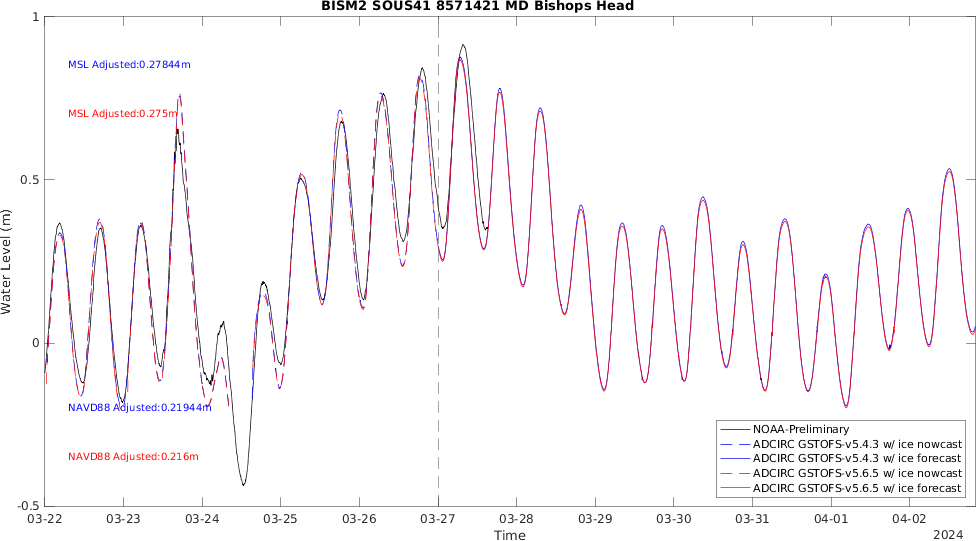 BISM2 SOUS41 8571421 MD Bishops Head
1
MSL Adjusted:0.27844m
MSL Adjusted:0.275m
0.5
Water Level (m)
0
NAVD88 Adjusted:0.21944m
NAVD88 Adjusted:0.216m
-0.5
NOAA-Preliminary
ADCIRC GSTOFS-v5.4.3 w/ ice nowcast
ADCIRC GSTOFS-v5.4.3 w/ ice forecast
ADCIRC GSTOFS-v5.6.5 w/ ice nowcast
ADCIRC GSTOFS-v5.6.5 w/ ice forecast
03-22 03-23 03-24 03-25 03-26 03-27 03-28 03-29 03-30 03-31 04-01 04-02
Time
2024